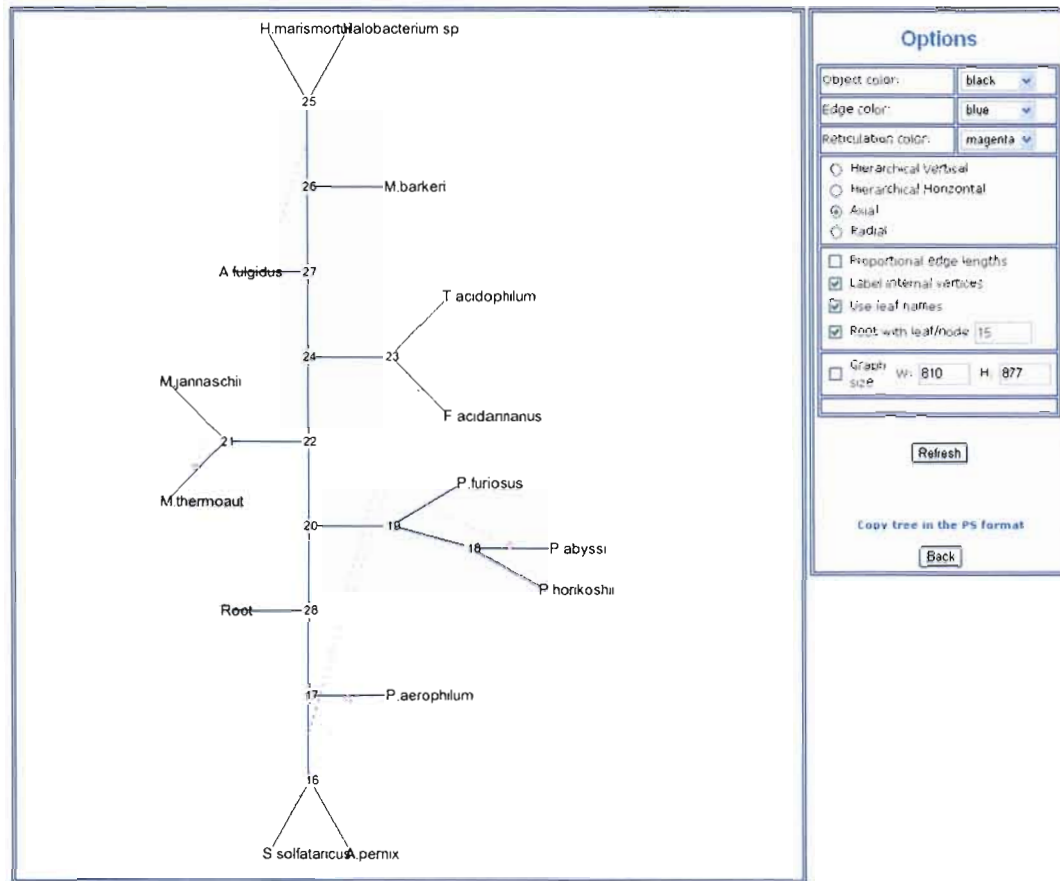 H.marismortui Halobacterium sp
25
26 M.barkeri
A fulgidus 27
T acidophilum
24 23
M.jannaschii
F acidarmanus
21 22
P.furiosus
M.thermoaut
20 19
18 P abyssi
P horikoshii
Root 28
17 P.aerophilum
16
S solfataricus A.pernix
Options
Object color: black
Edge color: blue
Reticulation color: magenta
Hierarchical Vertical
Hierarchical Horizontal
Axial
Radial
Proportional edge lengths
Label internal vertices
Use leaf names
Root with leaf/node 15
Graph size W: 810 H: 877
Refresh
Copy tree in the PS format
Back